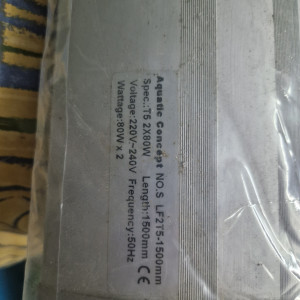 Aquatic Concept NO.S LF2T5-1500mm
Spec.:T5 2X80W Length:1500mm
Voltage:220V~240V Frequency:50Hz
Wattage:80W x 2 CE